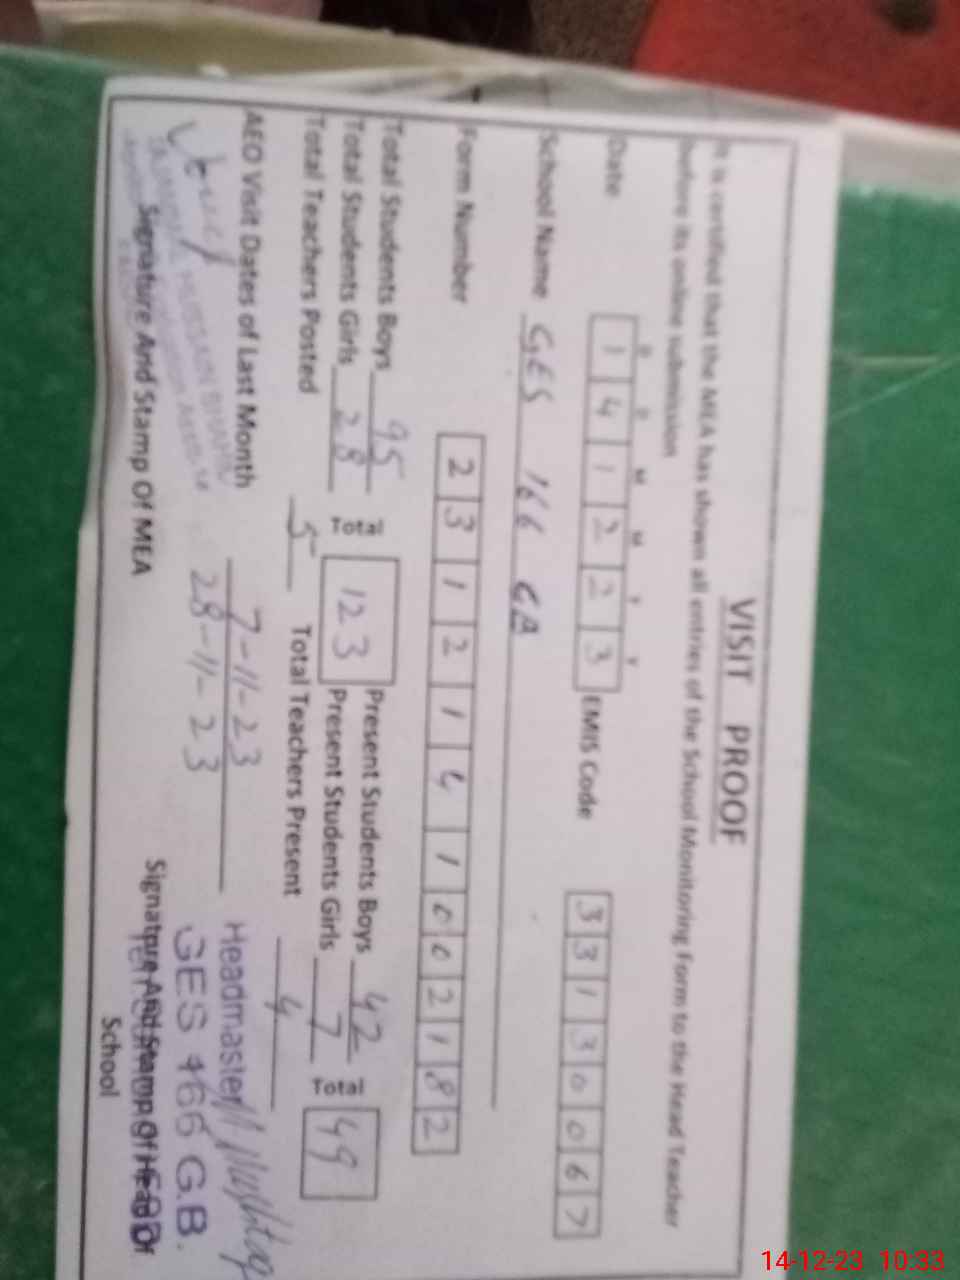 VISIT PROOF
It is certified that the MEA has shown all entries of the School Monitoring Form to the Head Teacher
before its online submission
D D M M Y Y
Date 1 4 1 2 2 3 EMIS Code 3 3 1 3 0 0 6 7
School Name GES 166 GB
Form Number 2 3 1 2 1 4 1 0 0 2 1 8 2
Total Students Boys 95 Total 123 Present Students Boys 42 Total 49
Total Students Girls 28 Present Students Girls 7
Total Teachers Posted 5 Total Teachers Present 4
AEO Visit Dates of Last Month 7-11-23
28-11-23
Headmaster
GES 166 G.B.
Signature And Stamp Of MEA
Signature And Stamp Of Head Of
School
14-12-23 10:33